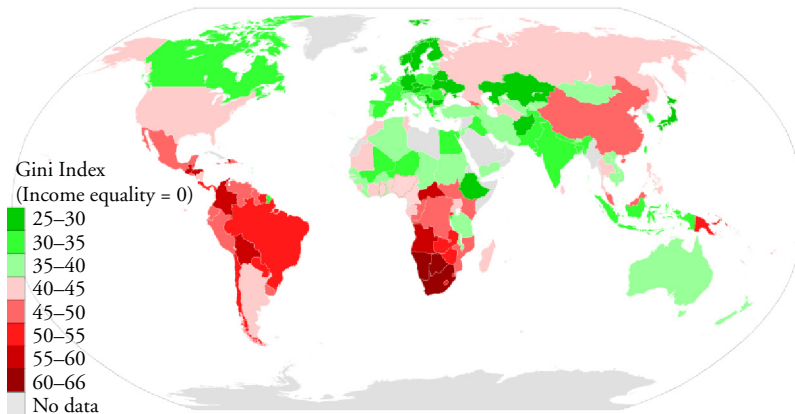 Gini Index
(Income equality = 0)
25–30
30–35
35–40
40–45
45–50
50–55
55–60
60–66
No data